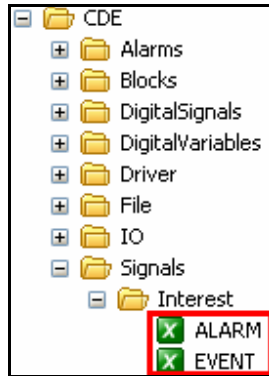 CDE
Alarms
Blocks
DigitalSignals
DigitalVariables
Driver
File
IO
Signals
Interest
ALARM
EVENT